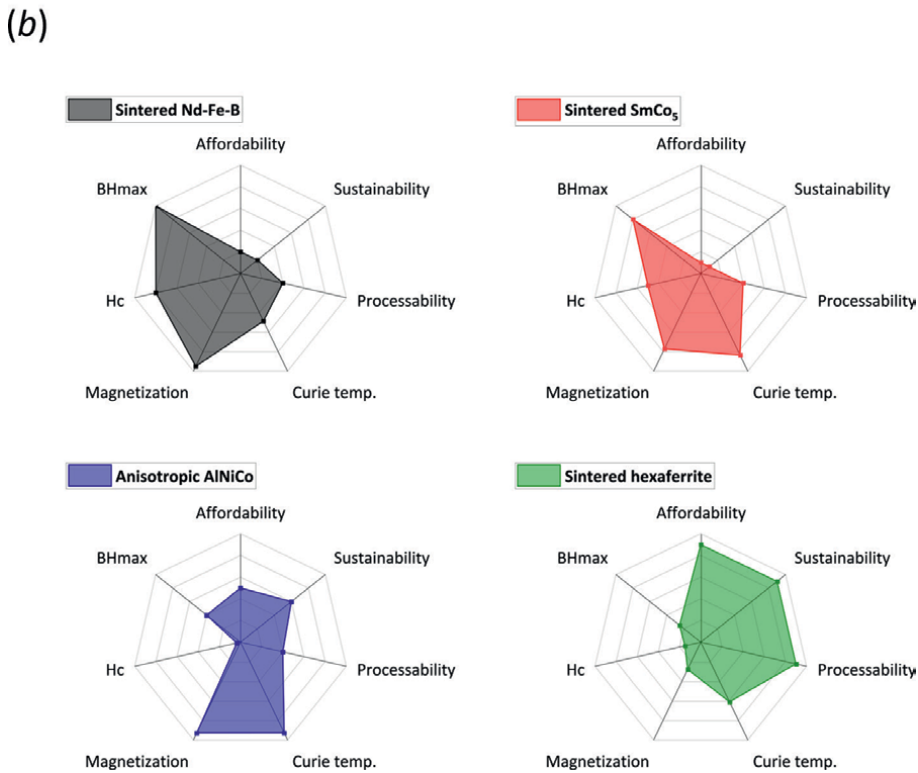 (b)
Sintered Nd-Fe-B
Affordability
Sustainability
Processability
Curie temp.
Magnetization
Hc
BHmax
Sintered SmCo₅
Affordability
Sustainability
Processability
Curie temp.
Magnetization
Hc
BHmax
Anisotropic AlNiCo
Affordability
Sustainability
Processability
Curie temp.
Magnetization
Hc
BHmax
Sintered hexaferrite
Affordability
Sustainability
Processability
Curie temp.
Magnetization
Hc
BHmax